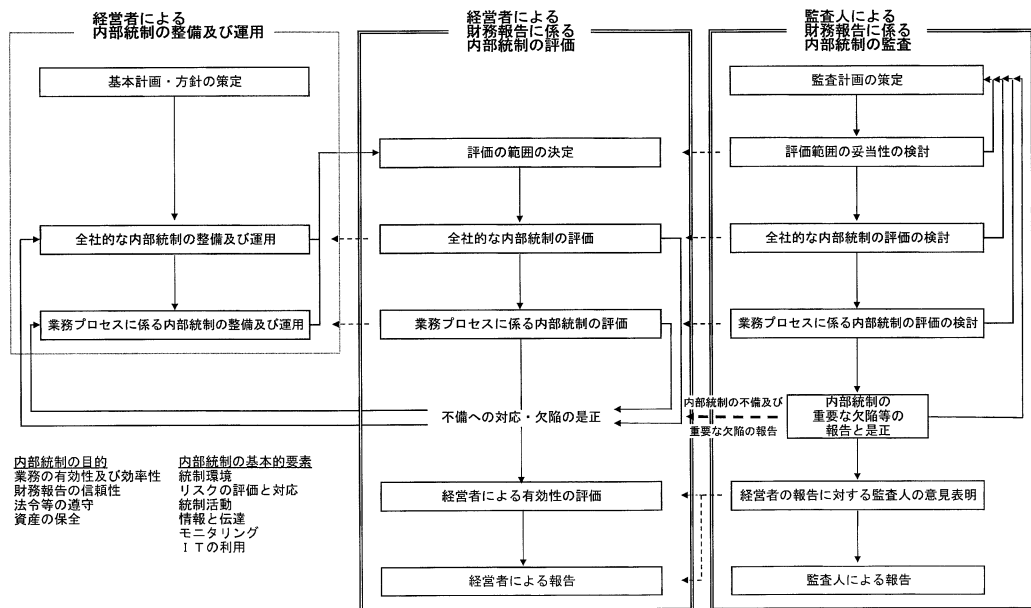 経営者による
内部統制の整備及び運用
基本計画・方針の策定
全社的な内部統制の整備及び運用
業務プロセスに係る内部統制の整備及び運用
経営者による
財務報告に係る
内部統制の評価
評価の範囲の決定
全社的な内部統制の評価
業務プロセスに係る内部統制の評価
不備への対応・欠陥の是正
経営者による有効性の評価
経営者による報告
監査人による
財務報告に係る
内部統制の監査
監査計画の策定
評価範囲の妥当性の検討
全社的な内部統制の評価の検討
業務プロセスに係る内部統制の評価の検討
内部統制の不備及び
重要な欠陥の報告
内部統制の
重要な欠陥等の
報告と是正
経営者の報告に対する監査人の意見表明
監査人による報告
内部統制の目的
業務の有効性及び効率性
財務報告の信頼性
法令等の遵守
資産の保全
内部統制の基本的要素
統制環境
リスクの評価と対応
統制活動
情報と伝達
モニタリング
ＩＴの利用